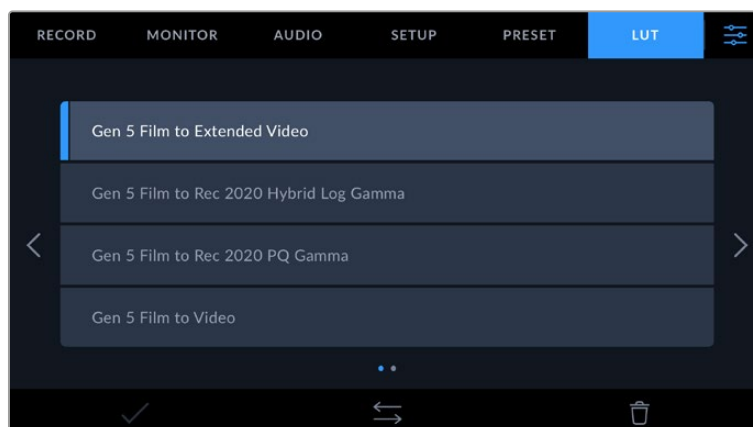 RECORD MONITOR AUDIO SETUP PRESET LUT
Gen 5 Film to Extended Video
Gen 5 Film to Rec 2020 Hybrid Log Gamma
Gen 5 Film to Rec 2020 PQ Gamma
Gen 5 Film to Video